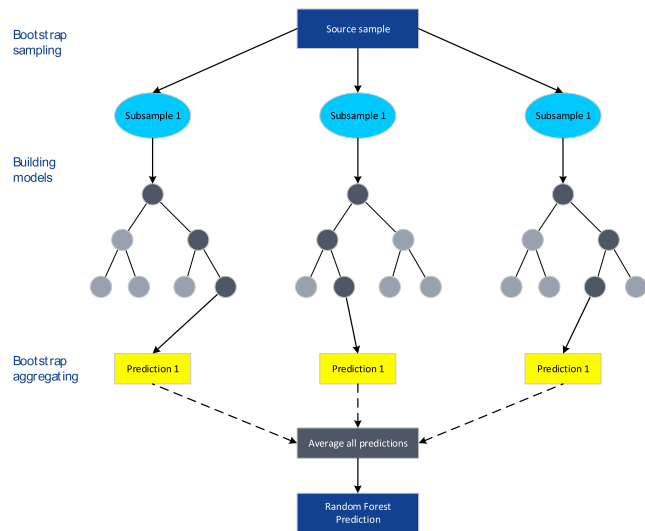 Bootstrap
sampling
Source sample
Subsample 1
Subsample 1
Subsample 1
Building
models
Bootstrap
aggregating
Prediction 1
Prediction 1
Prediction 1
Average all predictions
Random Forest
Prediction